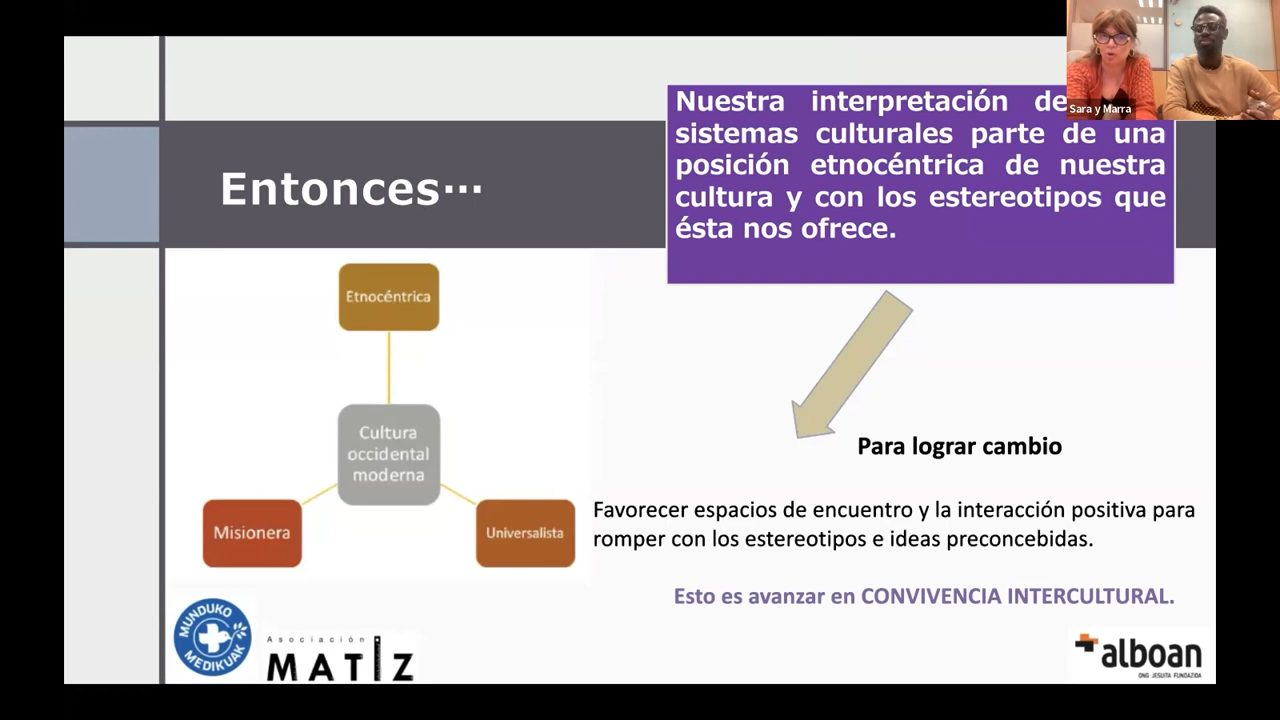 Sara y Marra
Nuestra interpretación de
sistemas culturales parte de una
posición etnocéntrica de nuestra
cultura y con los estereotipos que
ésta nos ofrece.
Entonces…
Etnocéntrica
Cultura
occidental
moderna
Misionera
Universalista
Para lograr cambio
Favorecer espacios de encuentro y la interacción positiva para
romper con los estereotipos e ideas preconcebidas.
Esto es avanzar en CONVIVENCIA INTERCULTURAL.
MUNDUKO
MEDIKUAK
Asociación
MATIZ
alboan
ONG JESUITA FUNDAZIOA